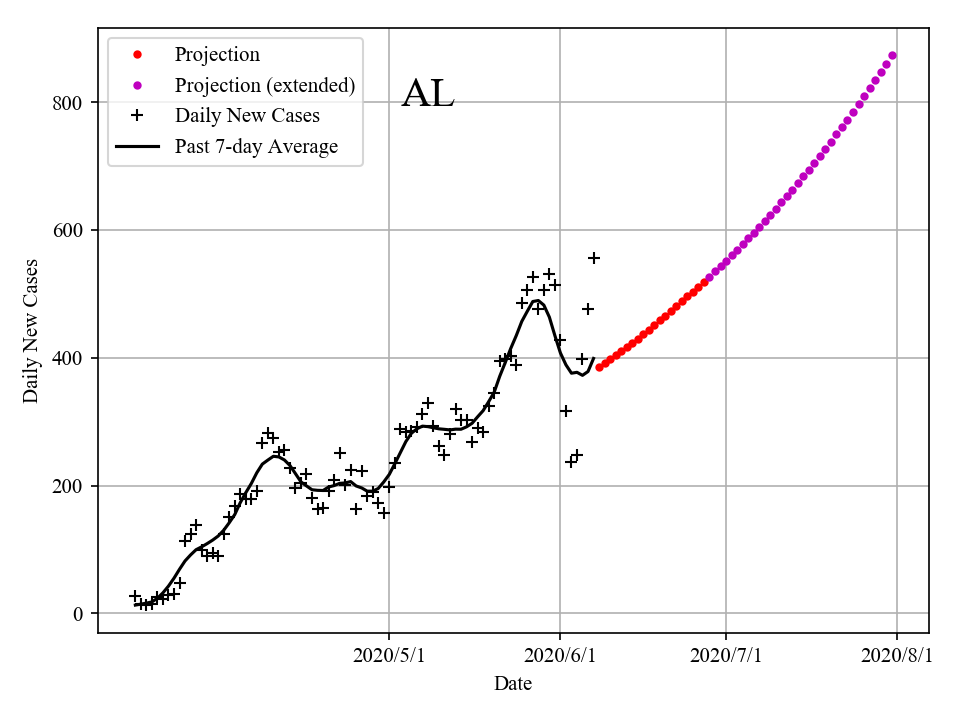 Projection
Projection (extended)
Daily New Cases
Past 7-day Average
AL
800
600
400
200
0
Daily New Cases
2020/5/1
2020/6/1
2020/7/1
2020/8/1
Date